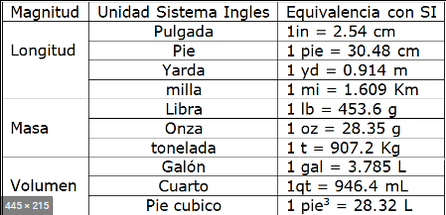 Magnitud Unidad Sistema Ingles Equivalencia con SI
Longitud
Pulgada 1in = 2.54 cm
Pie 1 pie = 30.48 cm
Yarda 1 yd = 0.914 m
milla 1 mi = 1.609 Km
Masa
Libra 1 lb = 453.6 g
Onza 1 oz = 28.35 g
tonelada 1 t = 907.2 Kg
Volumen
Galón 1 gal = 3.785 L
Cuarto 1qt = 946.4 mL
Pie cubico 1 pie³ = 28.32 L
445 × 215